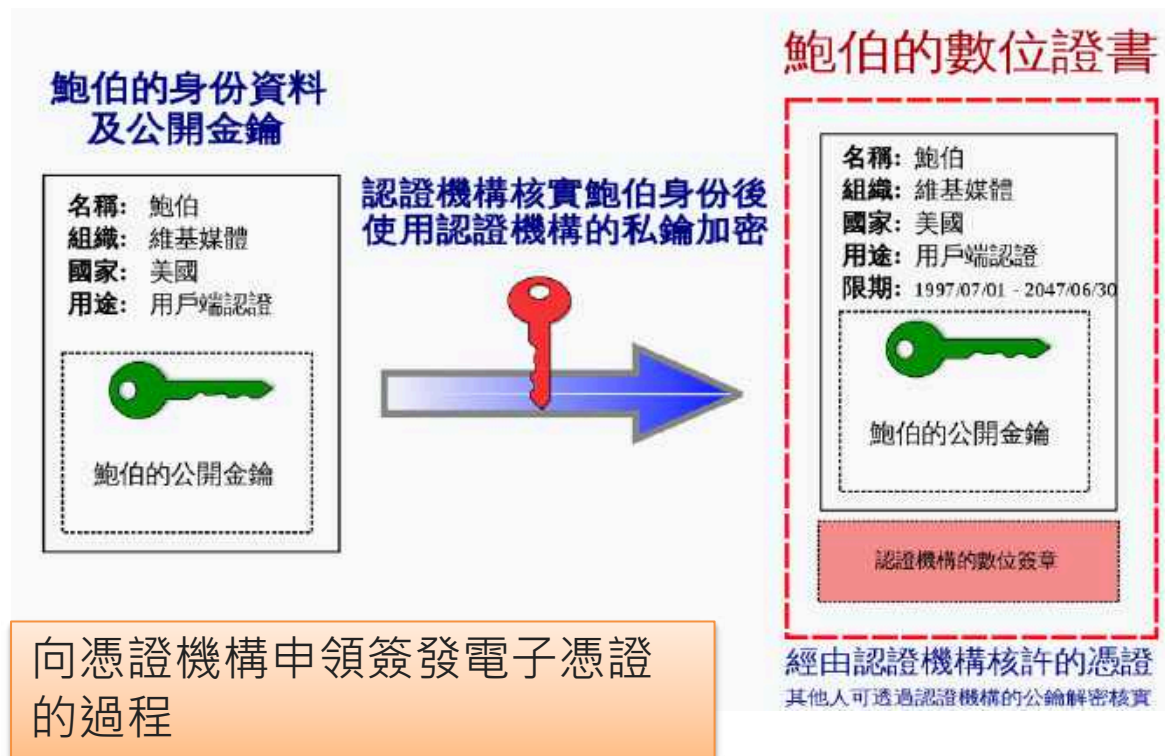 鮑伯的身份資料
及公開金鑰
名稱: 鮑伯
組織: 維基媒體
國家: 美國
用途: 用戶端認證
鮑伯的公開金鑰
認證機構核實鮑伯身份後
使用認證機構的私鑰加密
鮑伯的數位證書
名稱: 鮑伯
組織: 維基媒體
國家: 美國
用途: 用戶端認證
限期: 1997/07/01 - 2047/06/30
鮑伯的公開金鑰
認證機構的數位簽章
經由認證機構核許的憑證
其他人可透過認證機構的公鑰解密核實
向憑證機構申領簽發電子憑證
的過程